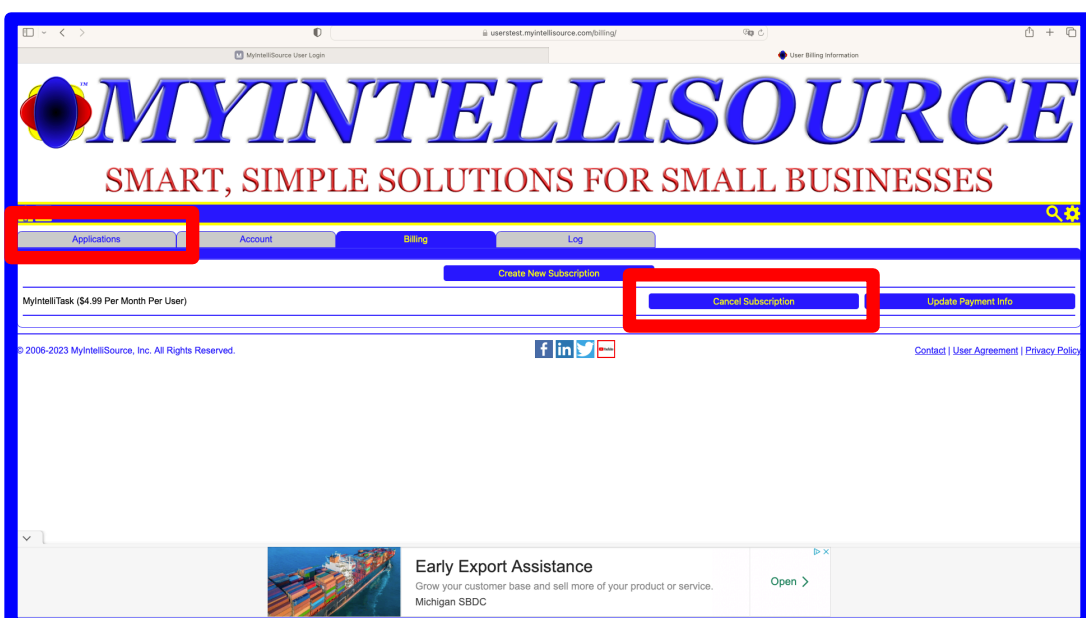 userstest.myintellisource.com/billing/
MyIntelliSource User Login
User Billing Information
MYINTELLISOURCE
™
SMART, SIMPLE SOLUTIONS FOR SMALL BUSINESSES
Applications
Account
Billing
Log
Create New Subscription
MyIntelliTask ($4.99 Per Month Per User)
Cancel Subscription
Update Payment Info
© 2006-2023 MyIntelliSource, Inc. All Rights Reserved.
Contact | User Agreement | Privacy Policy
Early Export Assistance
Grow your customer base and sell more of your product or service.
Michigan SBDC
Open